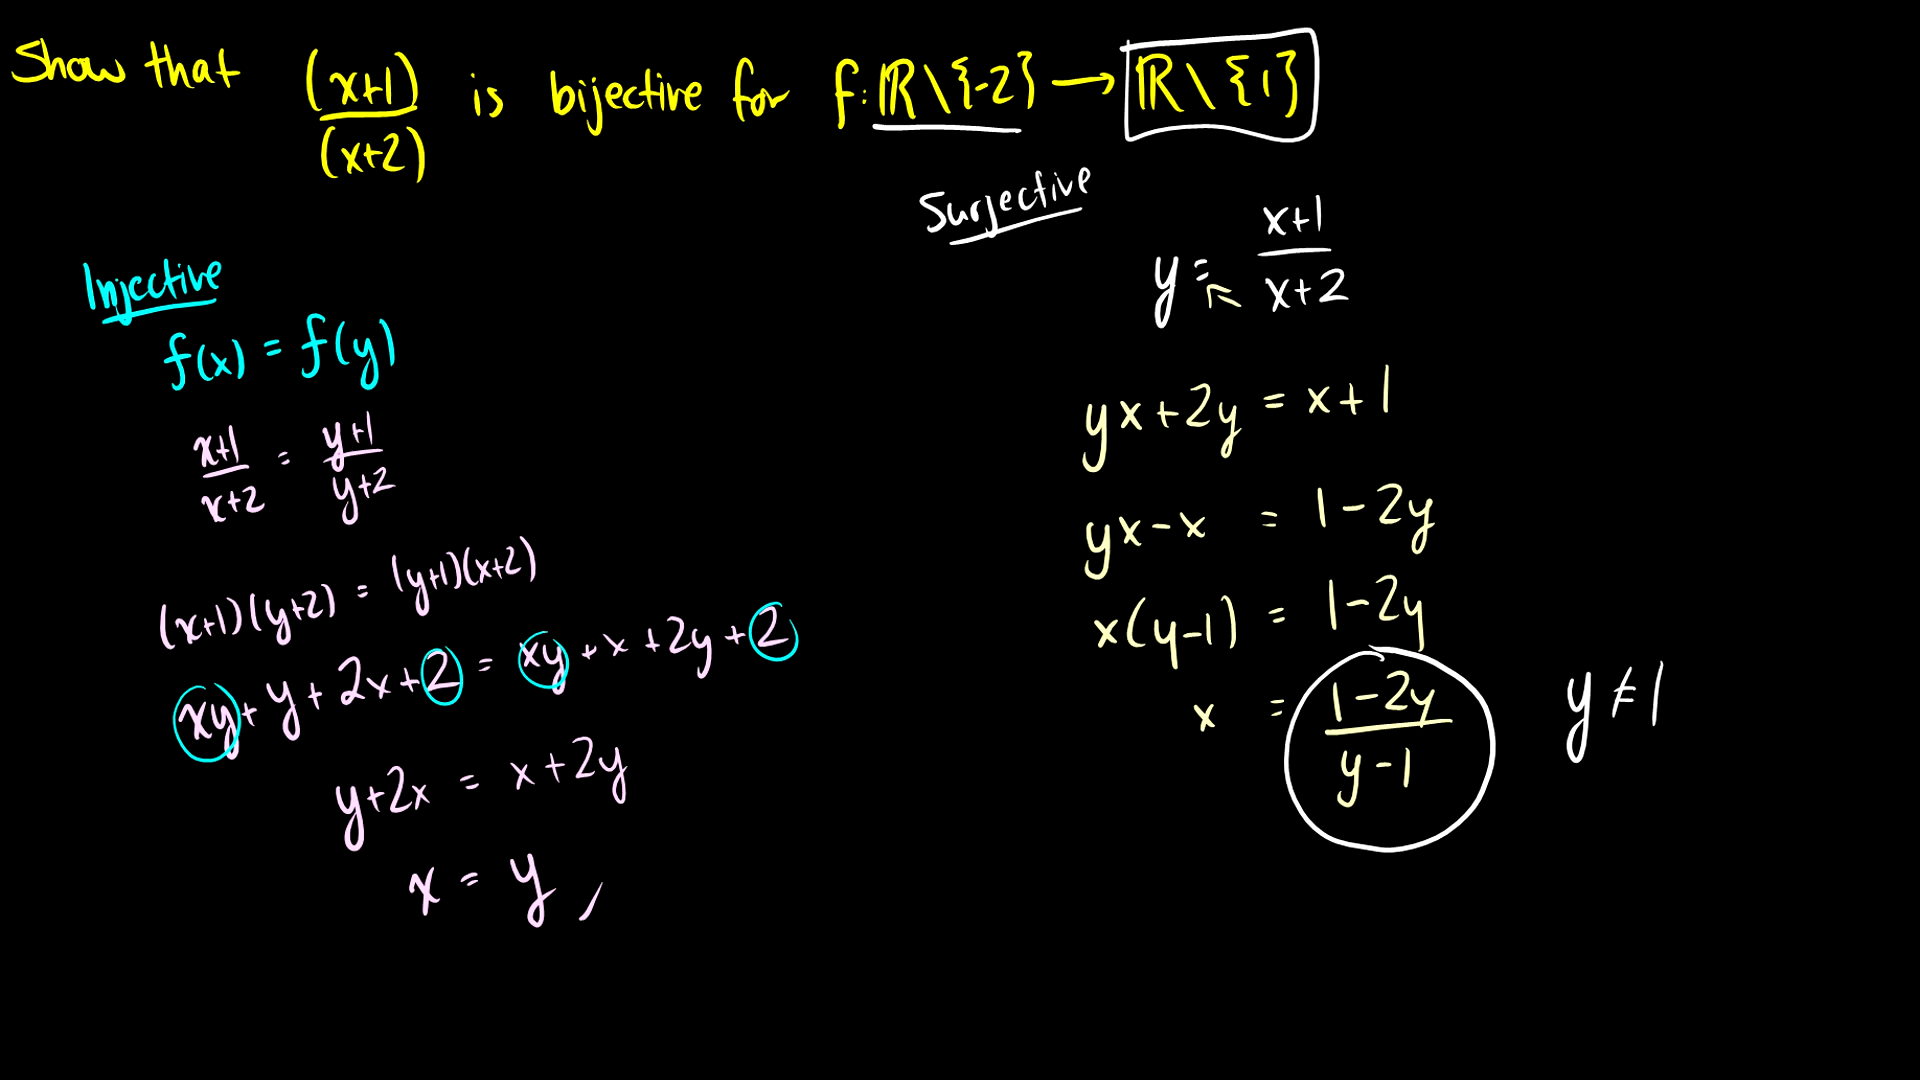 Show that (x+1)/(x+2) is bijective for f: ℝ\{-2} → ℝ\{1}
Injective
f(x) = f(y)
(x+1)/(x+2) = (y+1)/(y+2)
(x+1)(y+2) = (y+1)(x+2)
xy + y + 2x + 2 = xy + x + 2y + 2
y+2x = x+2y
x = y
Surjective
y = (x+1)/(x+2)
yx+2y = x+1
yx-x = 1-2y
x(y-1) = 1-2y
x = (1-2y)/(y-1) y≠1